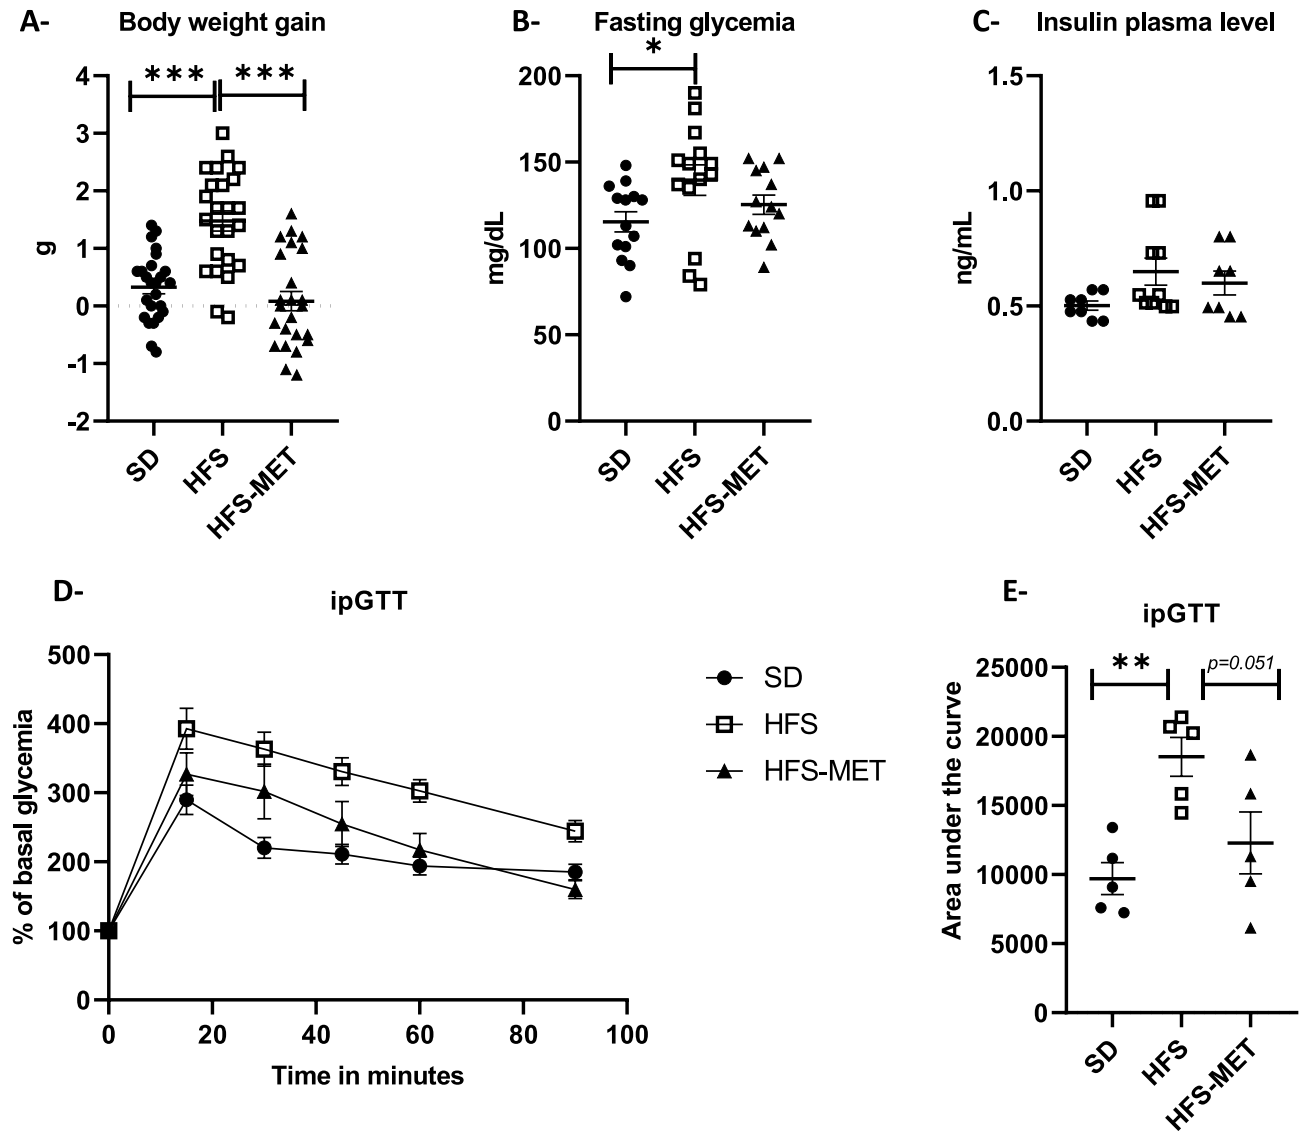 A- Body weight gain
*** ***
4
3
2
1
0
-1
-2
g
SD
HFS
HFS-MET
B- Fasting glycemia
*
200
150
100
50
0
mg/dL
SD
HFS
HFS-MET
C- Insulin plasma level
1.5
1.0
0.5
0.0
ng/mL
SD
HFS
HFS-MET
D- ipGTT
500
400
300
200
100
0
% of basal glycemia
0 20 40 60 80 100
Time in minutes
SD
HFS
HFS-MET
E-
ipGTT
** p=0.051
25000
20000
15000
10000
5000
0
Area under the curve
SD
HFS
HFS-MET